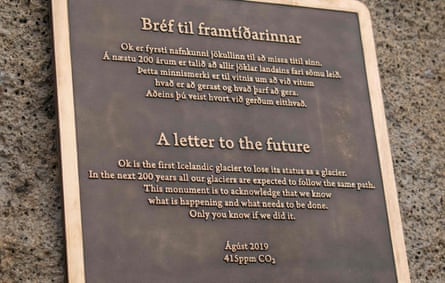 Bréf til framtíðarinnar
Ok er fyrsti nafnkunni jökullinn til að missa titil sinn.
Á næstu 200 árum er talið að allir jöklar landsins fari sömu leið.
Þetta minnismerki er til vitnis um að við vitum
hvað er að gerast og hvað þarf að gera.
Aðeins þú veist hvort við gerðum eitthvað.
A letter to the future
Ok is the first Icelandic glacier to lose its status as a glacier.
In the next 200 years all our glaciers are expected to follow the same path.
This monument is to acknowledge that we know
what is happening and what needs to be done.
Only you know if we did it.
Ágúst 2019
415ppm CO₂